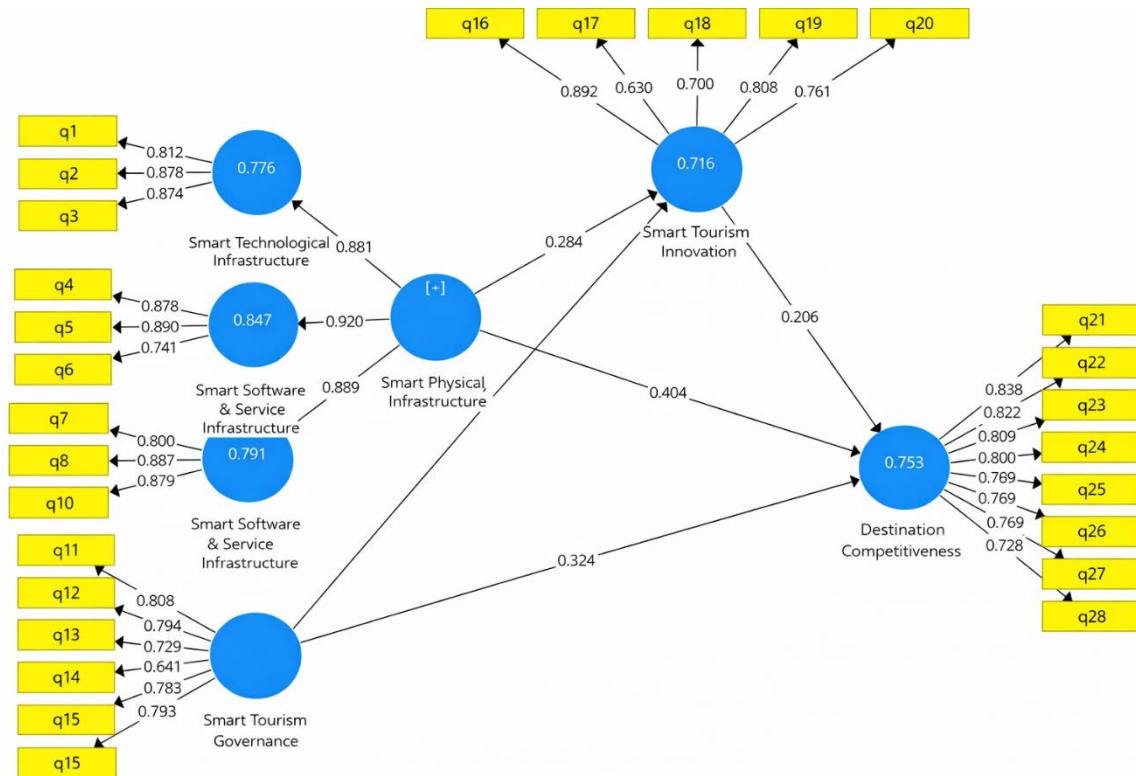 q16
q17
q18
q19
q20
0.892
0.630
0.700
0.808
0.761
0.716
Smart Tourism
Innovation
q1
q2
q3
0.812
0.878
0.874
0.776
Smart Technological
Infrastructure
0.881
0.284
0.206
q4
q5
q6
0.878
0.890
0.741
0.847
0.920
Smart Software
& Service
Infrastructure
[+]
Smart Physical
Infrastructure
0.889
0.404
q7
q8
q10
0.800
0.887
0.879
0.791
Smart Software
& Service
Infrastructure
q11
q12
q13
q14
q15
q15
0.808
0.794
0.729
0.641
0.783
0.793
Smart Tourism
Governance
0.324
0.753
Destination
Competitiveness
0.838
0.822
0.809
0.800
0.769
0.769
0.769
0.728
q21
q22
q23
q24
q25
q26
q27
q28